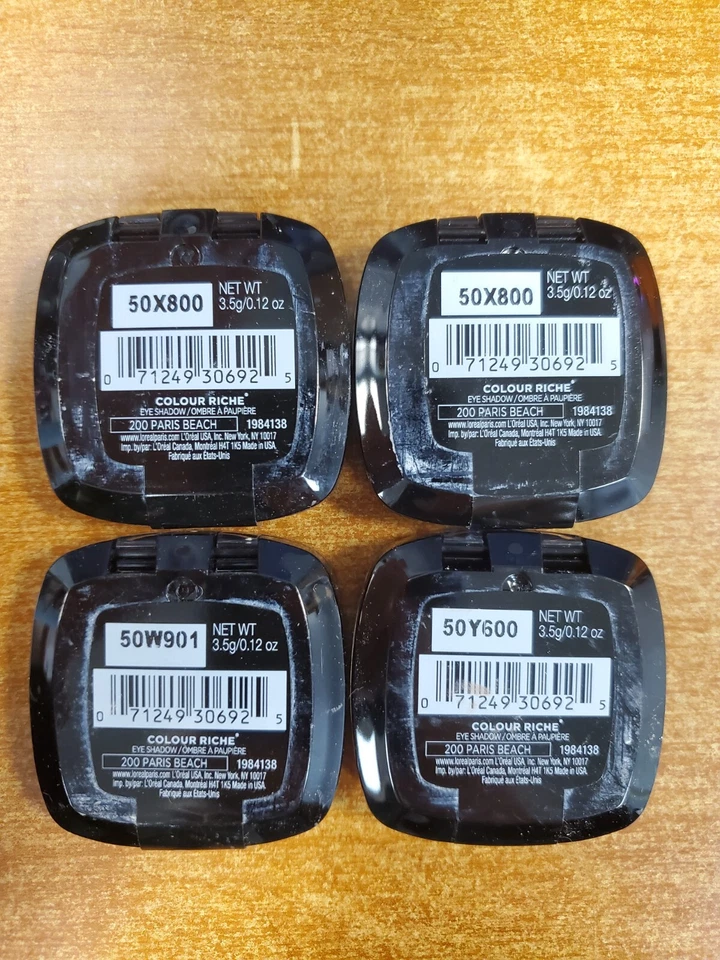 50X800 NET WT
3.5g/0.12 oz
0 71249 30692 5
COLOUR RICHE®
EYE SHADOW/OMBRE À PAUPIÈRE
200 PARIS BEACH 1984138
www.lorealparis.com L'Oréal USA, Inc. New York, NY 10017
Imp. by/par: L'Oréal Canada, Montréal H4T 1K5 Made in USA,
Fabriqué aux États-Unis
50X800 NET WT
3.5g/0.12 oz
0 71249 30692 5
COLOUR RICHE®
EYE SHADOW/OMBRE À PAUPIÈRE
200 PARIS BEACH 1984138
www.lorealparis.com L'Oréal USA, Inc. New York, NY 10017
Imp. by/par: L'Oréal Canada, Montréal H4T 1K5 Made in USA,
Fabriqué aux États-Unis
50W901 NET WT
3.5g/0.12 oz
0 71249 30692 5
COLOUR RICHE®
EYE SHADOW/OMBRE À PAUPIÈRE
200 PARIS BEACH 1984138
www.lorealparis.com L'Oréal USA, Inc. New York, NY 10017
Imp. by/par: L'Oréal Canada, Montréal H4T 1K5 Made in USA,
Fabriqué aux États-Unis
50Y600 NET WT
3.5g/0.12 oz
0 71249 30692 5
COLOUR RICHE®
EYE SHADOW/OMBRE À PAUPIÈRE
200 PARIS BEACH 1984138
www.lorealparis.com L'Oréal USA, Inc. New York, NY 10017
Imp. by/par: L'Oréal Canada, Montréal H4T 1K5 Made in USA,
Fabriqué aux États-Unis